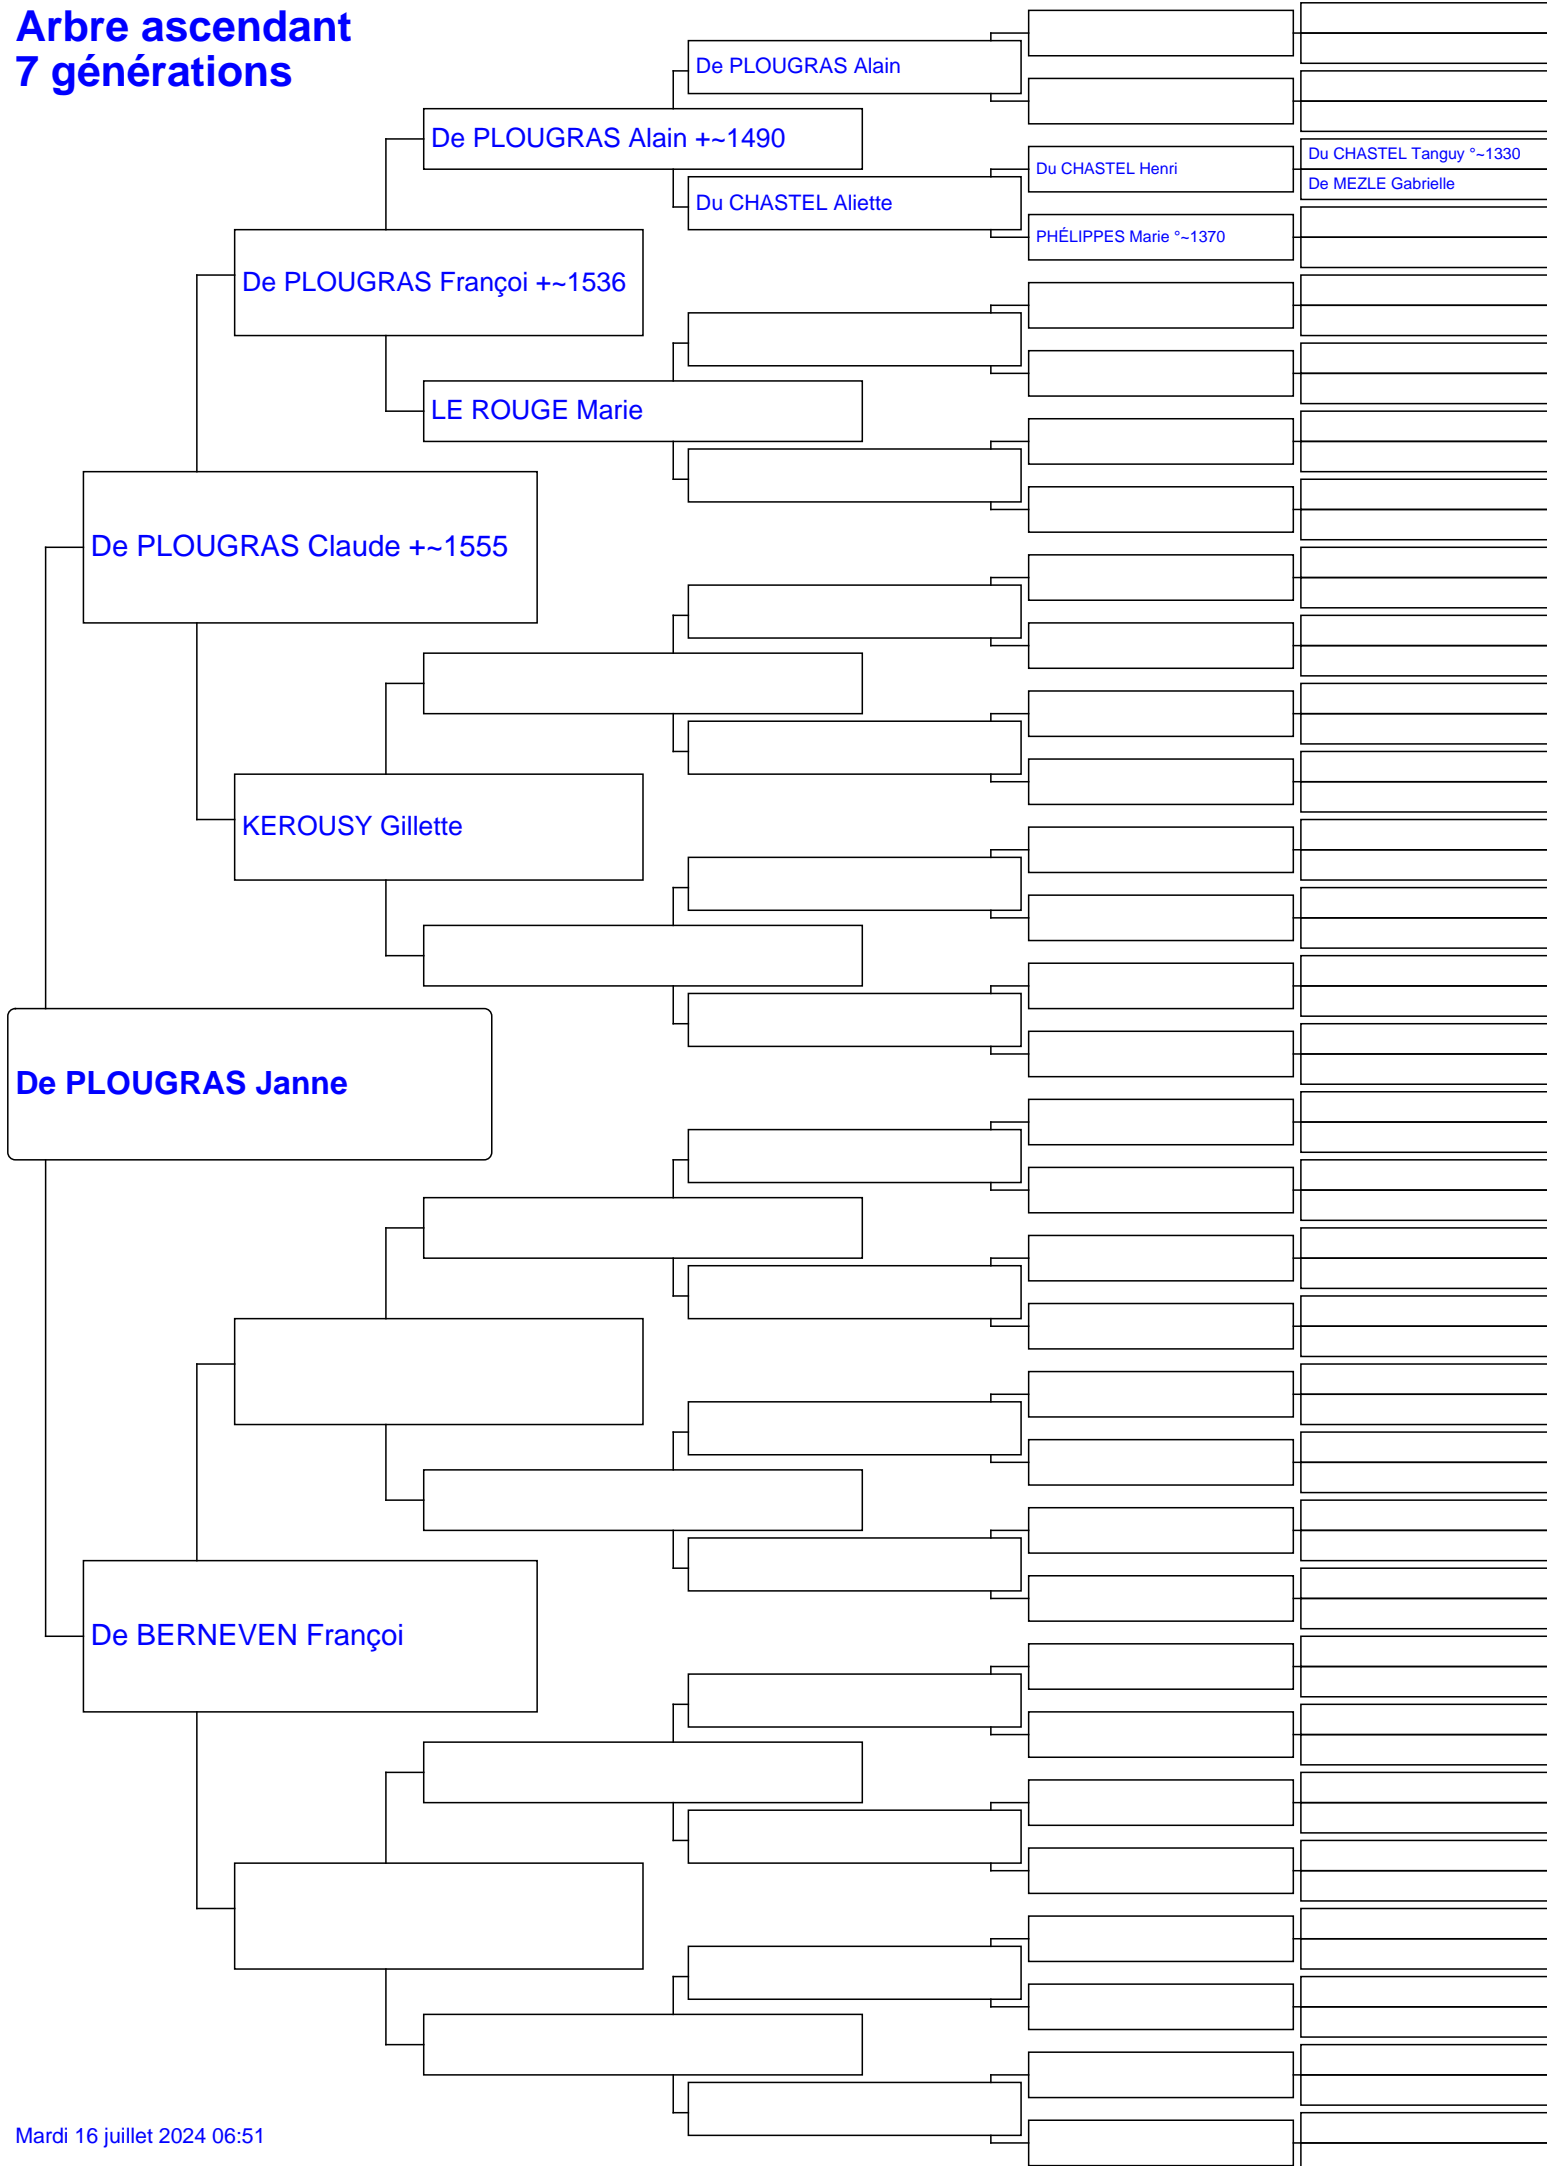 Arbre ascendant
7 générations
De PLOUGRAS Alain
De PLOUGRAS Alain +~1490
Du CHASTEL Henri
Du CHASTEL Tanguy °~1330
De MEZLE Gabrielle
Du CHASTEL Aliette
PHÉLIPPES Marie °~1370
De PLOUGRAS Françoi +~1536
LE ROUGE Marie
De PLOUGRAS Claude +~1555
KEROUSY Gillette
De PLOUGRAS Janne
De BERNEVEN Françoi
Mardi 16 juillet 2024 06:51